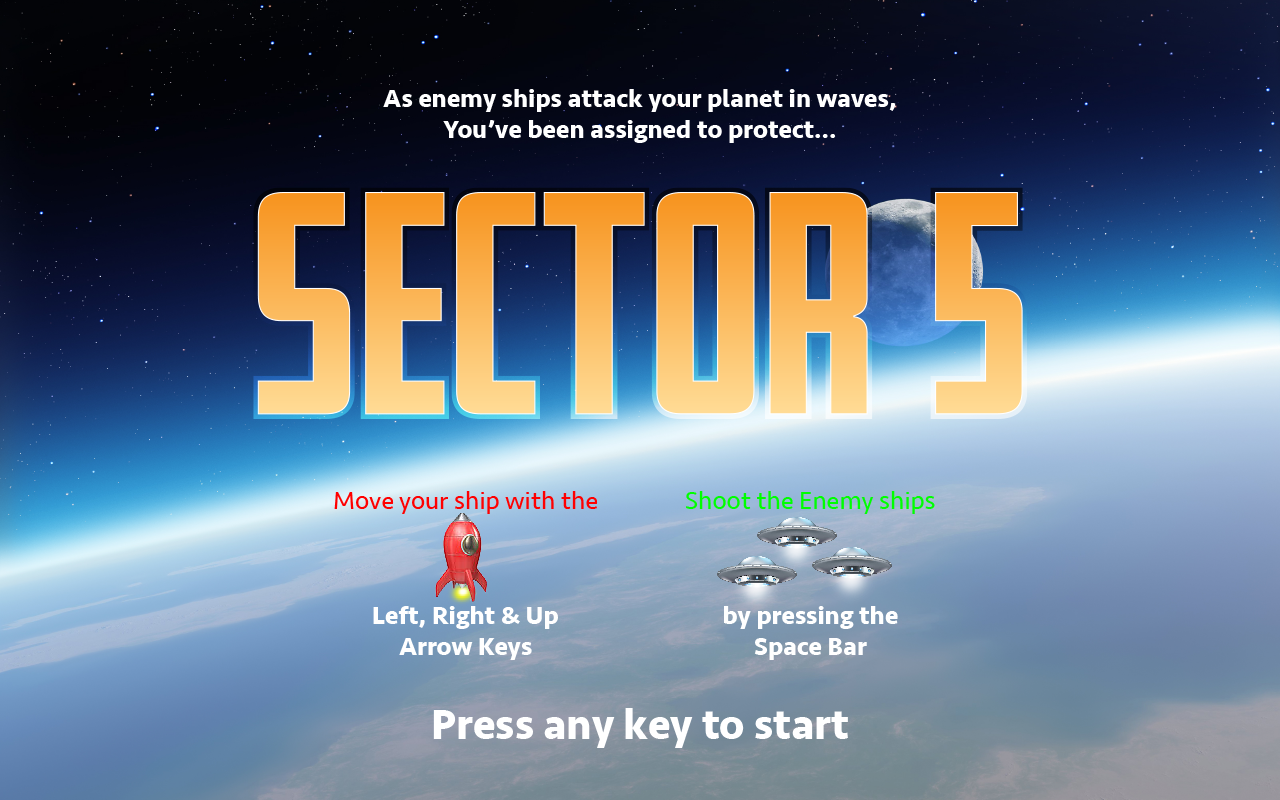 As enemy ships attack your planet in waves,
You’ve been assigned to protect...
SECTOR 5
Move your ship with the
Left, Right & Up
Arrow Keys
Shoot the Enemy ships
by pressing the
Space Bar
Press any key to start